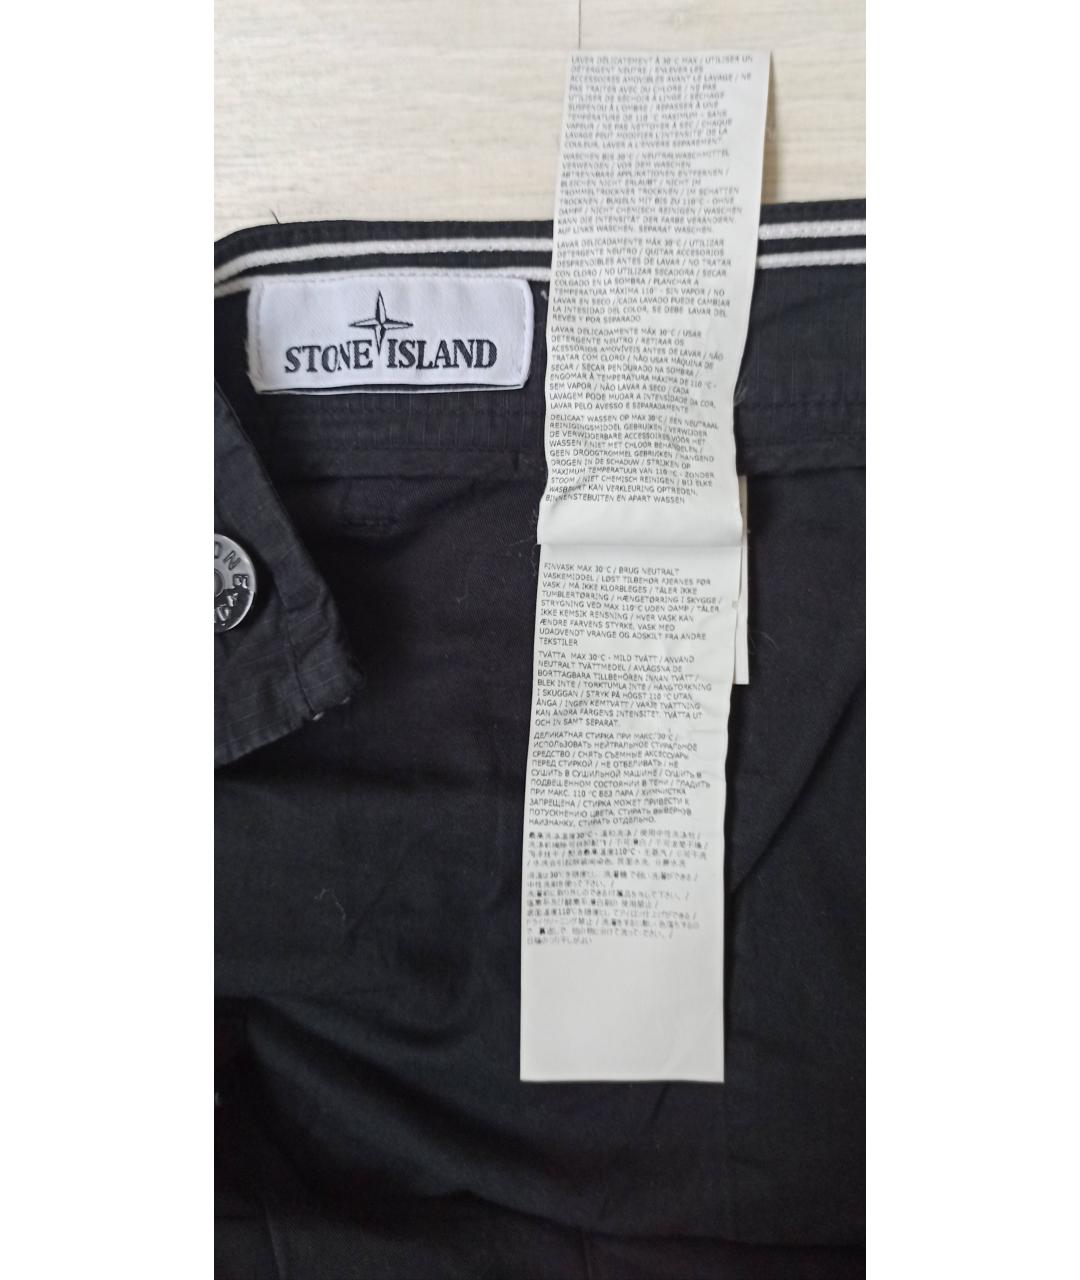 LAVER DÉLICATEMENT À 30°C MAX / UTILISER UN
DÉTERGENT NEUTRE / ENLEVER LES
ACCESSOIRES AMOVIBLES AVANT LE LAVAGE / NE
PAS TRAITER AVEC DU CHLORE / NE PAS
UTILISER DE SÉCHOIR À LINGE / SÉCHAGE
SUSPENDU À L'OMBRE / REPASSER À UNE
TEMPÉRATURE DE 110 °C MAXIMUM - SANS
VAPEUR / NE PAS NETTOYER À SEC / CHAQUE
LAVAGE PEUT MODIFIER L'INTENSITÉ DE LA
COULEUR, LAVER A L'ENVERS SÉPAREMENT
WASCHEN BIS 30°C / NEUTRALWASCHMITTEL
VERWENDEN / VOR DEM WASCHEN
ABTRENNBARE APPLIKATIONEN ENTFERNEN /
BLEICHEN NICHT ERLAUBT / NICHT IM
TROMMELTROCKNER TROCKNEN / IM SCHATTEN
TROCKNEN / BÜGELN MIT BIS ZU 110°C - OHNE
DAMPF / NICHT CHEMISCH REINIGEN / WASCHEN
KANN DIE INTENSITÄT DER FARBE VERÄNDERN.
AUF LINKS WASCHEN. SEPARAT WASCHEN.
LAVAR DELICADAMENTE MÁX 30°C / UTILIZAR
DETERGENTE NEUTRO / QUITAR ACCESORIOS
DESPRENDIBLES ANTES DE LAVAR / NO TRATAR
CON CLORO / NO UTILIZAR SECADORA / SECAR
COLGADO EN LA SOMBRA / PLANCHAR A
TEMPERATURA MÁXIMA 110° - SIN VAPOR / NO
LAVAR EN SECO / CADA LAVADO PUEDE CAMBIAR
LA INTESIDAD DEL COLOR, SE DEBE LAVAR DEL
REVES Y POR SEPARADO
STONE ISLAND
LAVAR DELICADAMENTE MÁX 30°C / USAR
DETERGENTE NEUTRO / RETIRAR OS
ACESSÓRIOS AMOVÍVEIS ANTES DE LAVAR / NÃO
TRATAR COM CLORO / NÃO USAR MÁQUINA DE
SECAR / SECAR PENDURADO NA SOMBRA /
ENGOMAR À TEMPERATURA MÁXIMA DE 110°C -
SEM VAPOR / NÃO LAVAR A SECO / CADA
LAVAGEM PODE MUDAR A INTENSIDADE DA COR,
LAVAR PELO AVESSO E SEPARADAMENTE
DELICAAT WASSEN OP MAX 30°C / EEN NEUTRAAL
REINIGINGSMIDDEL GEBRUIKEN / VERWIJDER
DE VERWIJDERBARE ACCESSOIRES VOOR HET
WASSEN / NIET MET CHLOOR BEHANDELEN /
GEEN DROOGTROMMEL GEBRUIKEN / HANGEND
DROGEN IN DE SCHADUW / STRIJKEN OP
MAXIMUM TEMPERATUUR VAN 110 °C - ZONDER
STOOM / NIET CHEMISCH REINIGEN / BIJ ELKE
WASBEURT KAN VERKLEURING OPTREDEN,
BINNENSTEBUITEN EN APART WASSEN
FINVASK MAX 30°C / BRUG NEUTRALT
VASKEMIDDEL / LØST TILBEHØR FJERNES FØR
VASK / MÅ IKKE KLORBLEGES / TÅLER IKKE
TUMBLERTØRRING / HÆNGETØRRING I SKYGGE /
STRYGNING VED MAX 110°C UDEN DAMP / TÅLER
IKKE KEMSIK RENSNING / HVER VASK KAN
ÆNDRE FARVENS STYRKE, VASK MED
UDADVENDT VRANGE OG ADSKILT FRA ANDRE
TEKSTILER
TVÄTTA MAX 30°C - MILD TVÄTT / ANVÄND
NEUTRALT TVÄTTMEDEL / AVLÄGSNA DE
BORTTAGBARA TILLBEHÖREN INNAN TVÄTT /
BLEK INTE / TORKTUMLA INTE / HÄNGTORKNING
I SKUGGAN / STRYK PÅ HÖGST 110 °C UTAN
ÅNGA / INGEN KEMTVÄTT / VARJE TVÄTTNING
KAN ÄNDRA FÄRGENS INTENSITET, TVÄTTA UT
OCH IN SAMT SEPARAT.
ДЕЛИКАТНАЯ СТИРКА ПРИ МАКС. 30°C /
ИСПОЛЬЗОВАТЬ НЕЙТРАЛЬНОЕ СТИРАЛЬНОЕ
СРЕДСТВО / СНЯТЬ СЪЕМНЫЕ АКСЕССУАРЫ
ПЕРЕД СТИРКОЙ / НЕ ОТБЕЛИВАТЬ / НЕ
СУШИТЬ В СУШИЛЬНОЙ МАШИНЕ / СУШИТЬ В
ПОДВЕШЕННОМ СОСТОЯНИИ В ТЕНИ / ГЛАДИТЬ
ПРИ МАКС. 110 °C БЕЗ ПАРА / ХИМЧИСТКА
ЗАПРЕЩЕНА / СТИРКА МОЖЕТ ПРИВЕСТИ К
ПОТУСКНЕНИЮ ЦВЕТА, СТИРАТЬ ВЫВЕРНУВ
НАИЗНАНКУ, СТИРАТЬ ОТДЕЛЬНО.